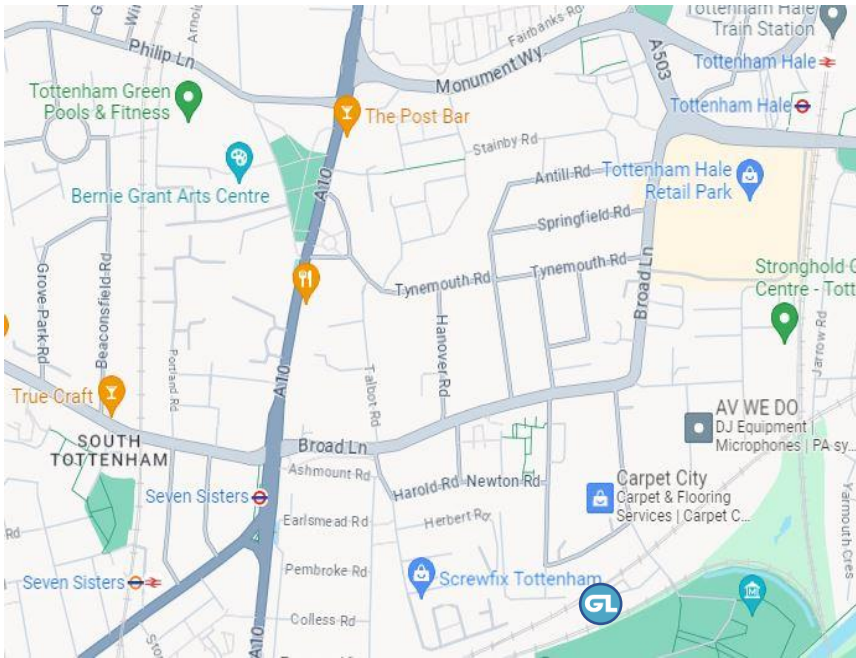 Philip Ln
Arnol
Win
Fairbanks Rd
Monument Wy
A503
Tottenham Hale
Train Station
Tottenham Hale
Tottenham Hale
Tottenham Green
Pools & Fitness
The Post Bar
Stainby Rd
Bernie Grant Arts Centre
A10
Antill Rd
Tottenham Hale
Retail Park
Springfield Rd
Grove Park Rd
Beaconsfield Rd
Tynemouth Rd
Tynemouth Rd
Broad Ln
Stronghold C
Centre - Tott
Portland Rd
A10
Talbot Rd
Hanover Rd
Jarrow Rd
True Craft
SOUTH
TOTTENHAM
Broad Ln
AV WE DO
DJ Equipment |
Microphones | PA sy...
Ashmount Rd
Seven Sisters
Harold Rd
Newton Rd
Carpet City
Carpet & Flooring
Services | Carpet C...
Yarmouth Cres
Rd
Earlsmead Rd
Herbert Rd
Seven Sisters
Pembroke Rd
Screwfix Tottenham
GL
M
Colless Rd
A10